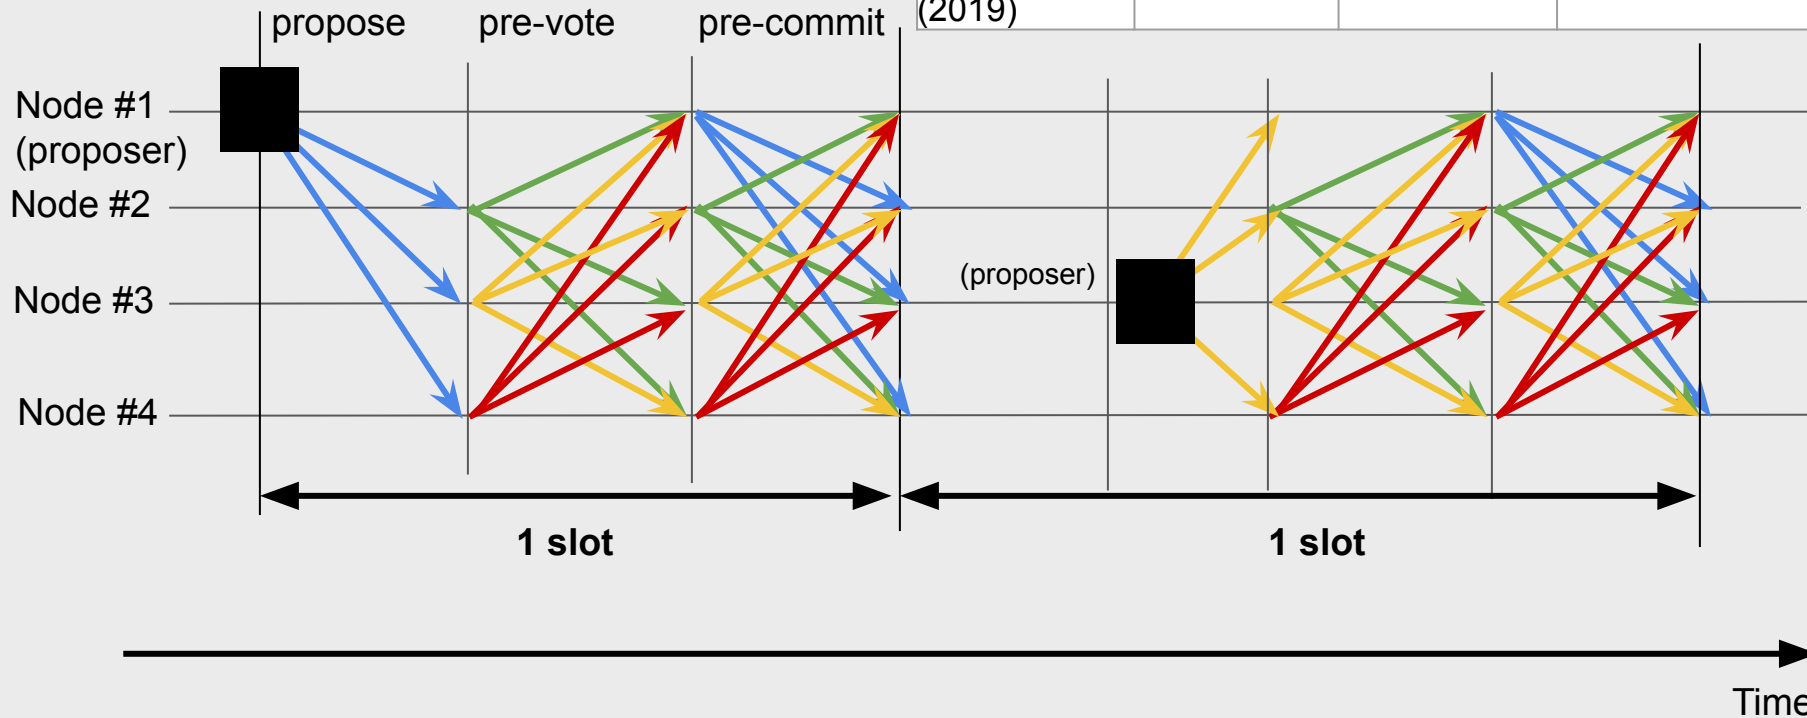 (2019)
propose
pre-vote
pre-commit
Node #1
(proposer)
Node #2
(proposer)
Node #3
Node #4
1 slot
1 slot
Time